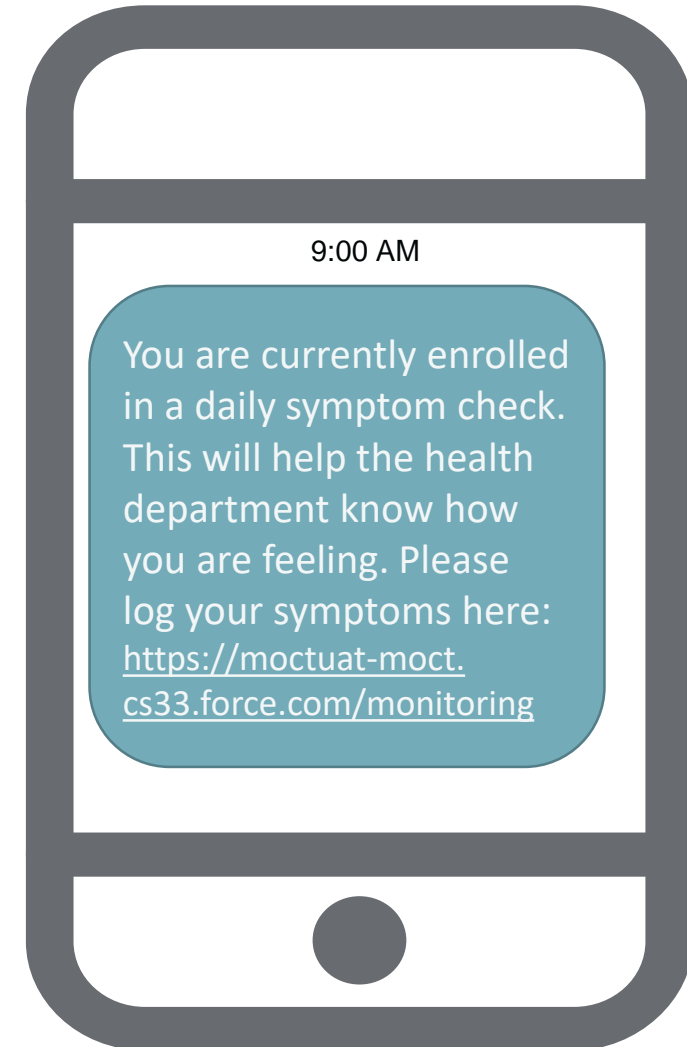 9:00 AM
You are currently enrolled
in a daily symptom check.
This will help the health
department know how
you are feeling. Please
log your symptoms here:
https://moctuat-moct.
cs33.force.com/monitoring